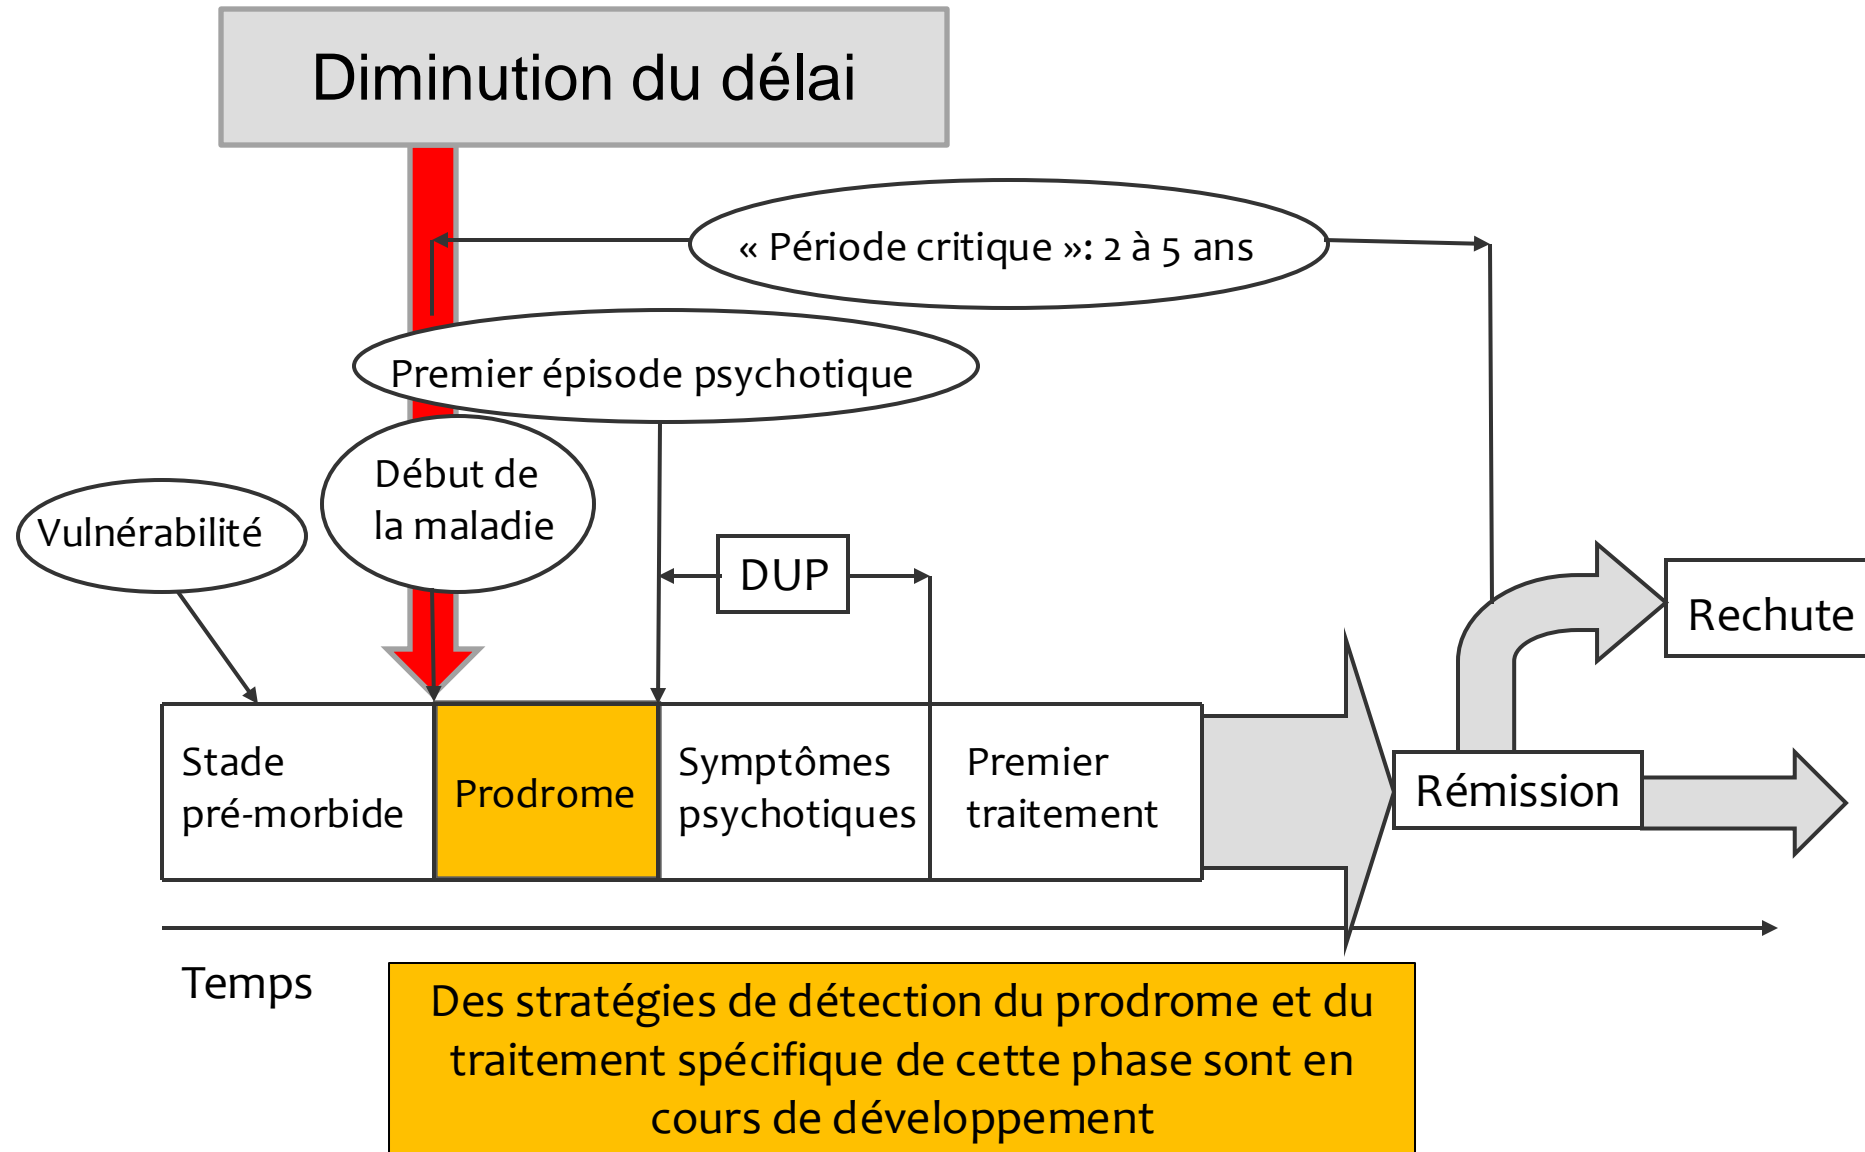 Diminution du délai
« Période critique »: 2 à 5 ans
Premier épisode psychotique
Début de
la maladie
Vulnérabilité
DUP
Rechute
Stade
pré-morbide
Prodrome
Symptômes
psychotiques
Premier
traitement
Rémission
Temps
Des stratégies de détection du prodrome et du
traitement spécifique de cette phase sont en
cours de développement